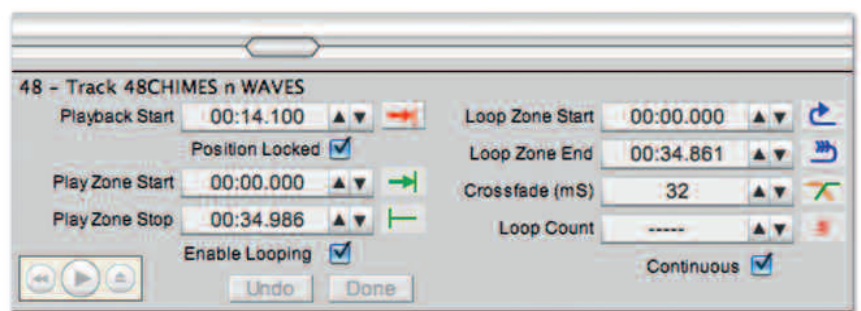 48 - Track 48CHIMES n WAVES
Playback Start 00:14.100
Position Locked
Play Zone Start 00:00.000
Play Zone Stop 00:34.986
Enable Looping
Undo Done
Loop Zone Start 00:00.000
Loop Zone End 00:34.861
Crossfade (mS) 32
Loop Count -----
Continuous